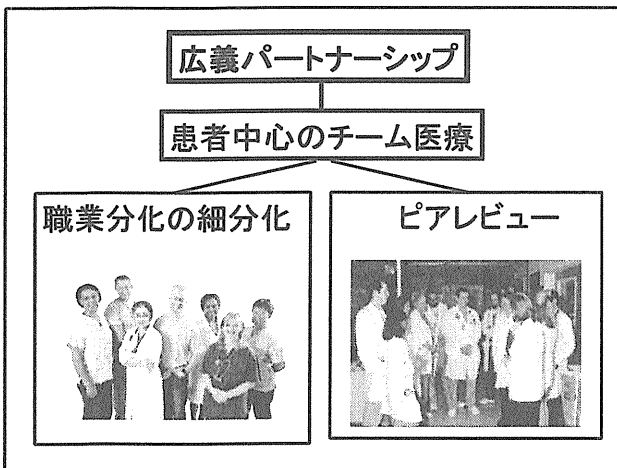 広義パートナーシップ
患者中心のチーム医療
職業分化の細分化
ピアレビュー